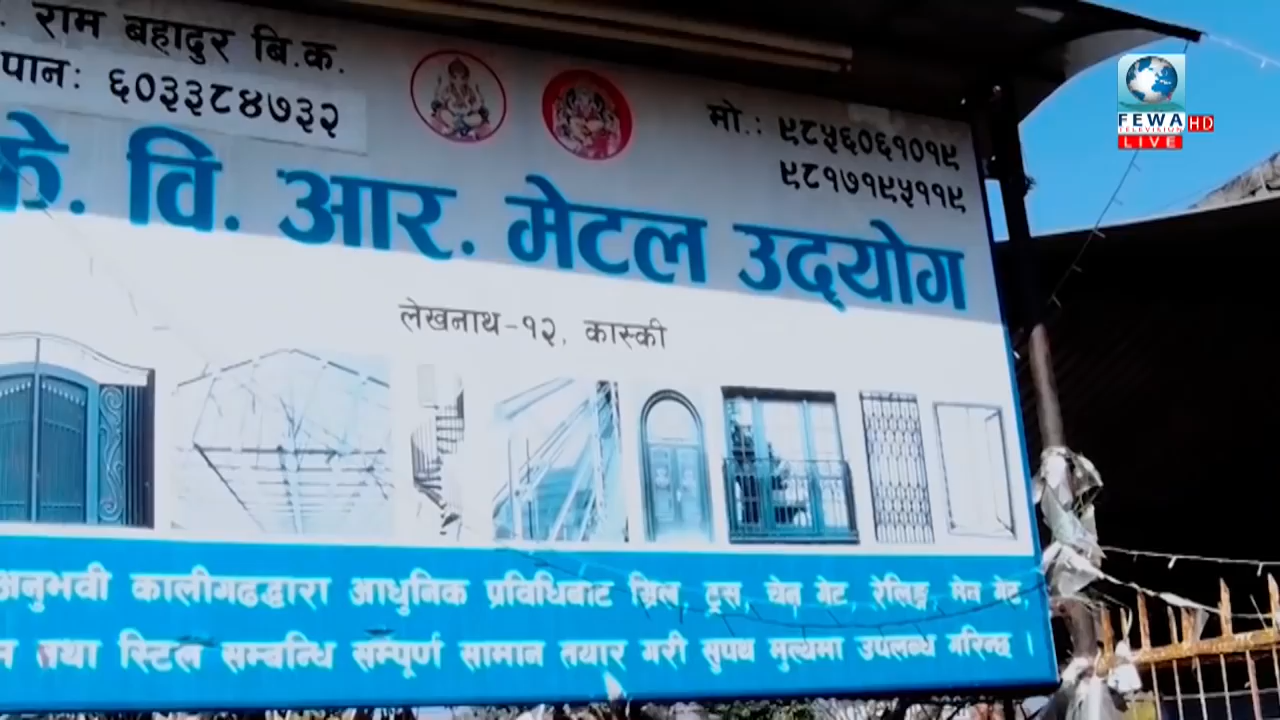 राम बहादुर बि.क.
पान: ६०३३८४७३२
मो.: ९८५६०६१०१९
९८१७१९५११९
के. वि. आर. मेटल उद्योग
लेखनाथ-१२, कास्की
अनुभवी कालीगढद्वारा आधुनिक प्रविधिबाट ग्रिल, ट्रस, चेन गेट, रेलिङ्ग, मेन गेट,
तथा स्टिल सम्बन्धि सम्पूर्ण सामान तयार गरी सुपथ मुल्यमा उपलब्ध गरिन्छ ।
FEWA HD
TELEVISION
LIVE